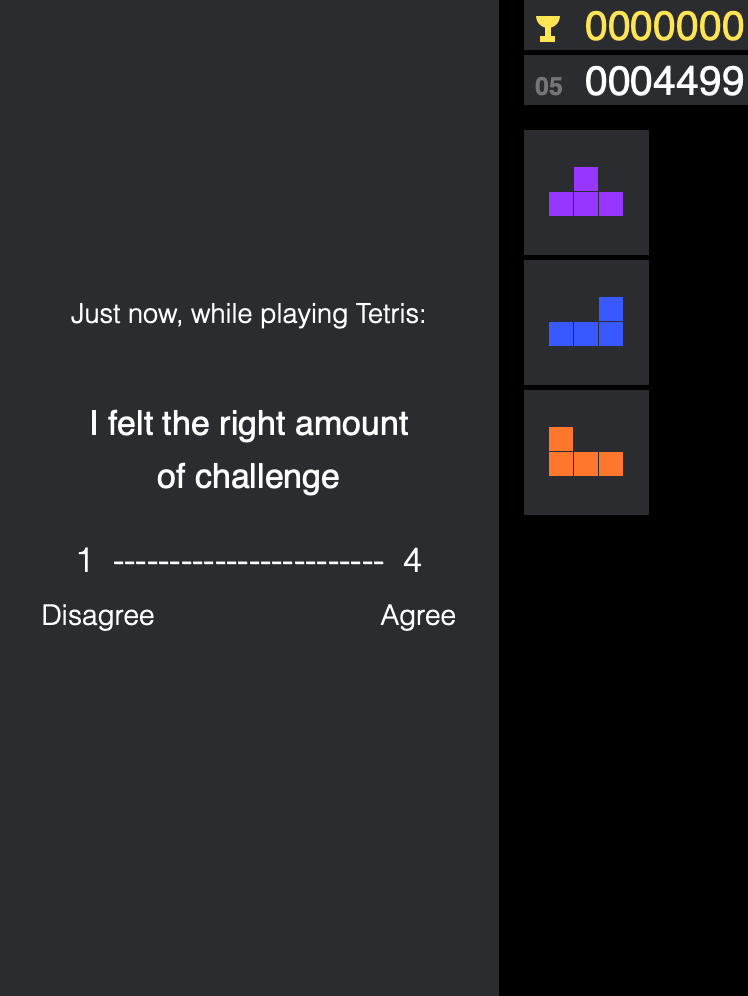 0000000
05 0004499
Just now, while playing Tetris:
I felt the right amount
of challenge
1 ------------------------ 4
Disagree Agree